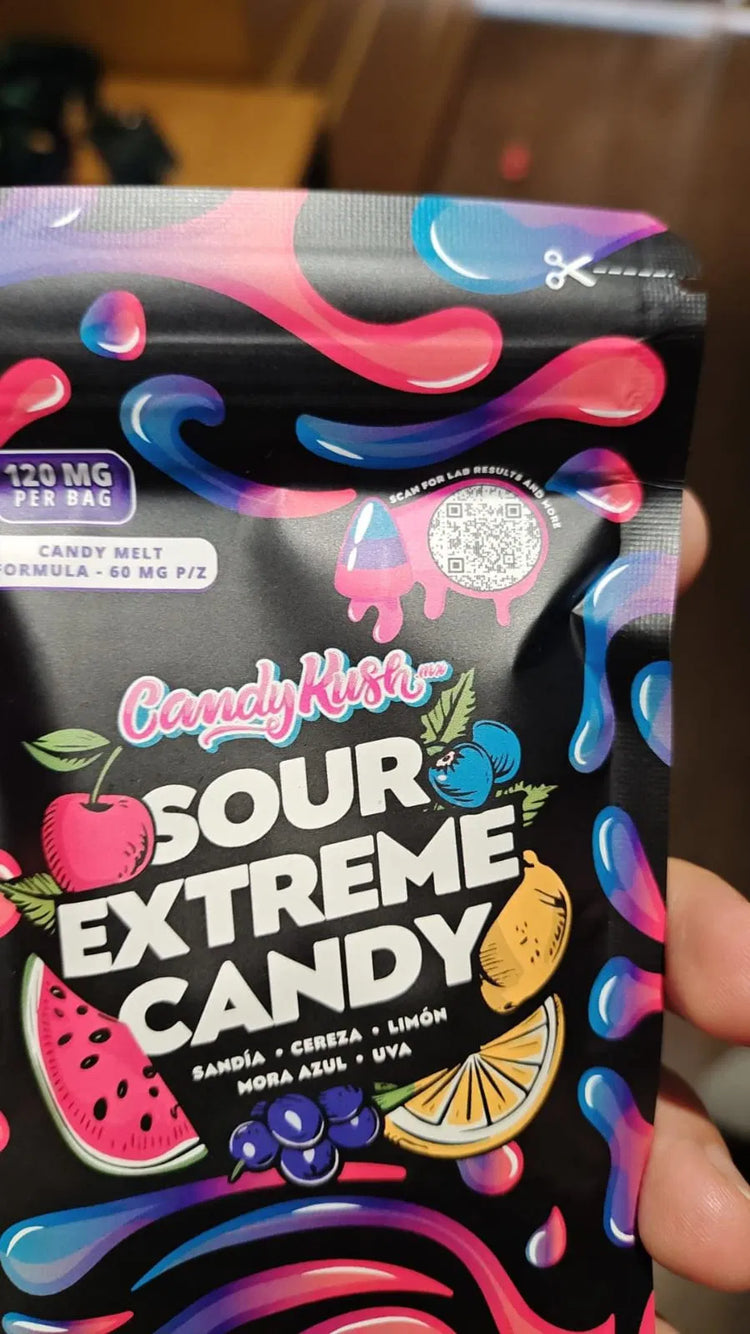 120 MG
PER BAG
CANDY MELT
FORMULA - 60 MG P/Z
SCAN FOR LAB RESULTS AND MORE
CandyKush mx
SOUR
EXTREME
CANDY
SANDÍA • CEREZA • LIMÓN
MORA AZUL • UVA